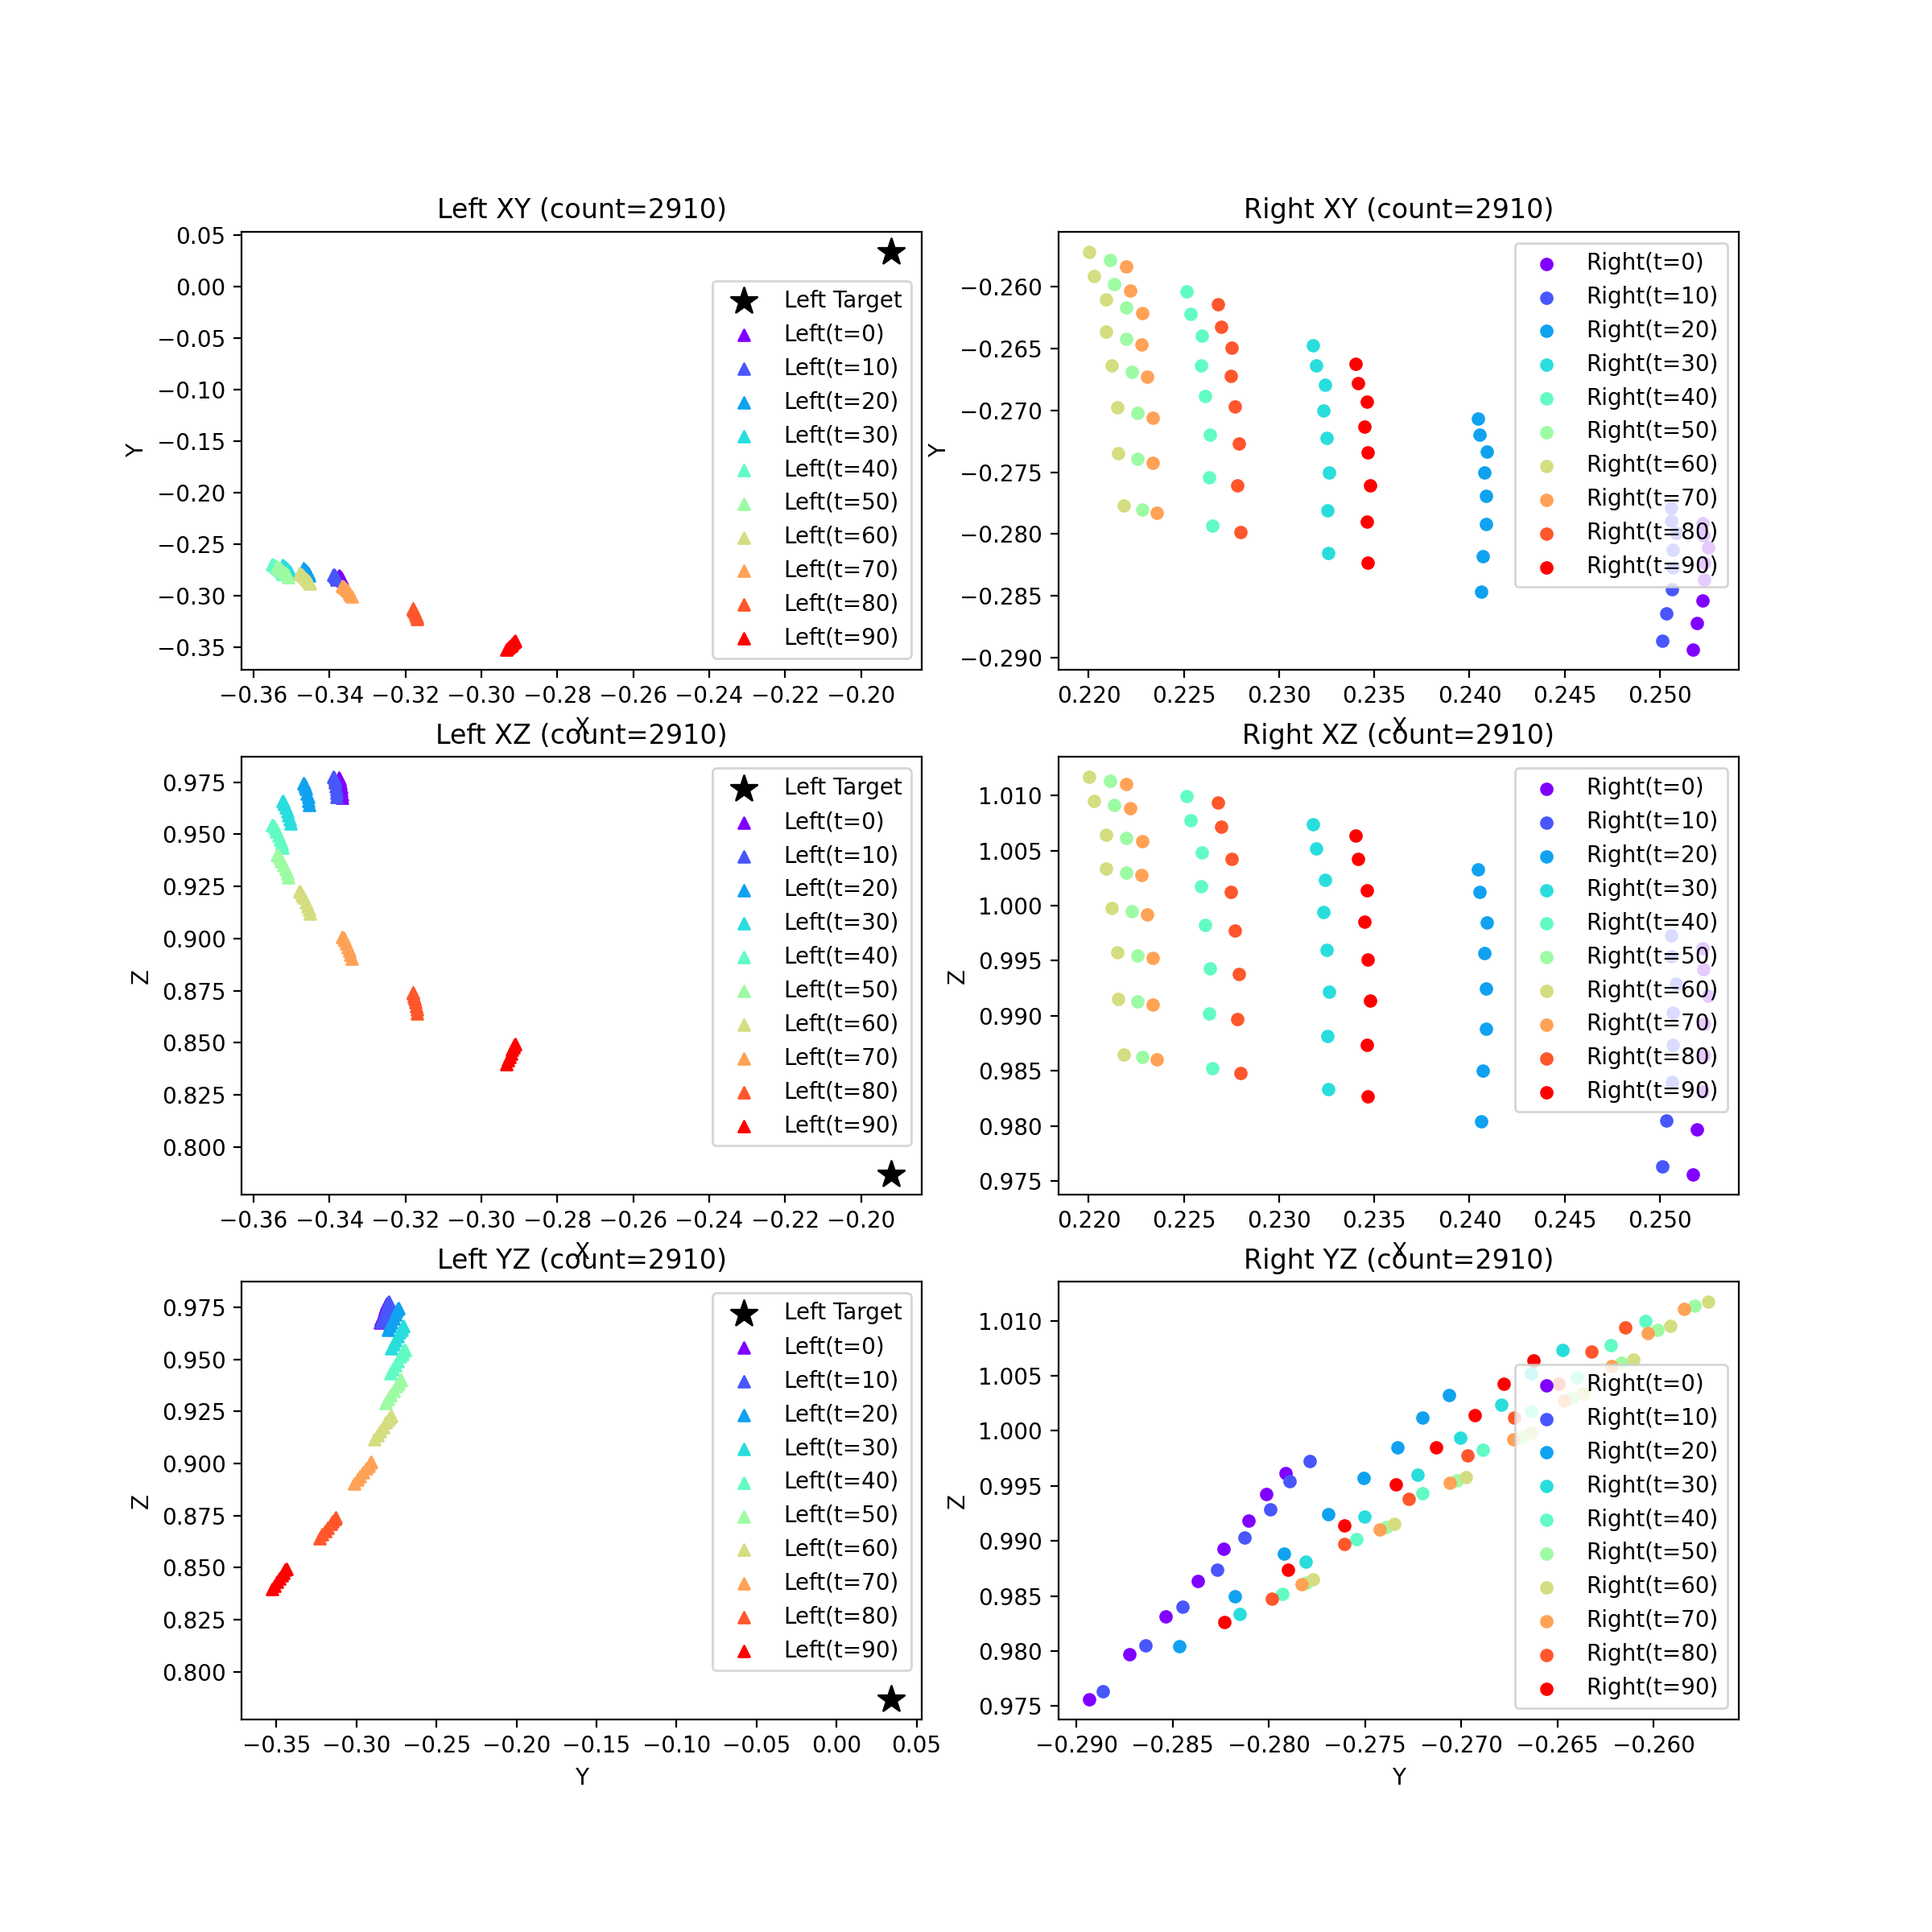 Left XY (count=2910)
0.05
0.00
−0.05
−0.10
−0.15
−0.20
−0.25
−0.30
−0.35
Y
−0.36 −0.34 −0.32 −0.30 −0.28 −0.26 −0.24 −0.22 −0.20
X
Left Target
Left(t=0)
Left(t=10)
Left(t=20)
Left(t=30)
Left(t=40)
Left(t=50)
Left(t=60)
Left(t=70)
Left(t=80)
Left(t=90)
Right XY (count=2910)
−0.260
−0.265
−0.270
−0.275
−0.280
−0.285
−0.290
Y
0.220 0.225 0.230 0.235 0.240 0.245 0.250
X
Right(t=0)
Right(t=10)
Right(t=20)
Right(t=30)
Right(t=40)
Right(t=50)
Right(t=60)
Right(t=70)
Right(t=80)
Right(t=90)
Left XZ (count=2910)
0.975
0.950
0.925
0.900
0.875
0.850
0.825
0.800
Z
−0.36 −0.34 −0.32 −0.30 −0.28 −0.26 −0.24 −0.22 −0.20
X
Left Target
Left(t=0)
Left(t=10)
Left(t=20)
Left(t=30)
Left(t=40)
Left(t=50)
Left(t=60)
Left(t=70)
Left(t=80)
Left(t=90)
Right XZ (count=2910)
1.010
1.005
1.000
0.995
0.990
0.985
0.980
0.975
Z
0.220 0.225 0.230 0.235 0.240 0.245 0.250
X
Right(t=0)
Right(t=10)
Right(t=20)
Right(t=30)
Right(t=40)
Right(t=50)
Right(t=60)
Right(t=70)
Right(t=80)
Right(t=90)
Left YZ (count=2910)
0.975
0.950
0.925
0.900
0.875
0.850
0.825
0.800
Z
−0.35 −0.30 −0.25 −0.20 −0.15 −0.10 −0.05 0.00 0.05
Y
Left Target
Left(t=0)
Left(t=10)
Left(t=20)
Left(t=30)
Left(t=40)
Left(t=50)
Left(t=60)
Left(t=70)
Left(t=80)
Left(t=90)
Right YZ (count=2910)
1.010
1.005
1.000
0.995
0.990
0.985
0.980
0.975
Z
−0.290 −0.285 −0.280 −0.275 −0.270 −0.265 −0.260
Y
Right(t=0)
Right(t=10)
Right(t=20)
Right(t=30)
Right(t=40)
Right(t=50)
Right(t=60)
Right(t=70)
Right(t=80)
Right(t=90)